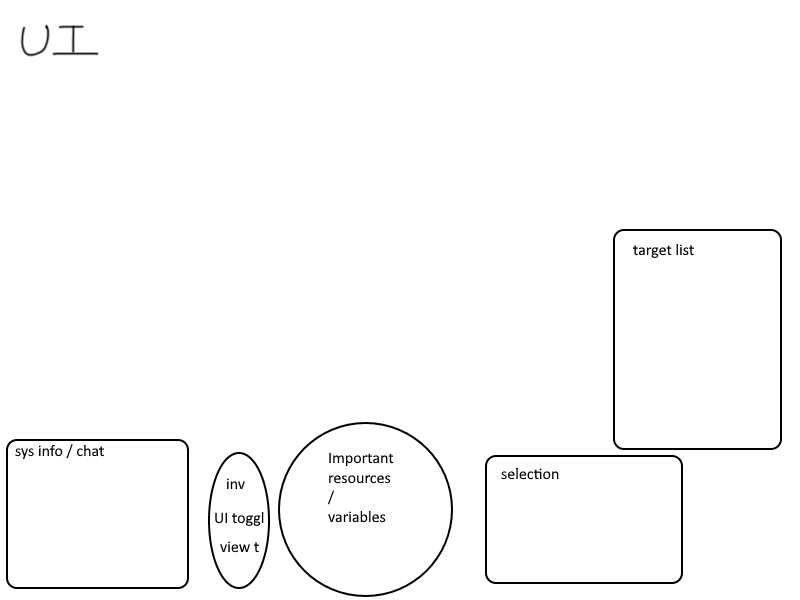 UI
target list
sys info / chat
inv
UI toggl
view t
Important
resources
/
variables
selection